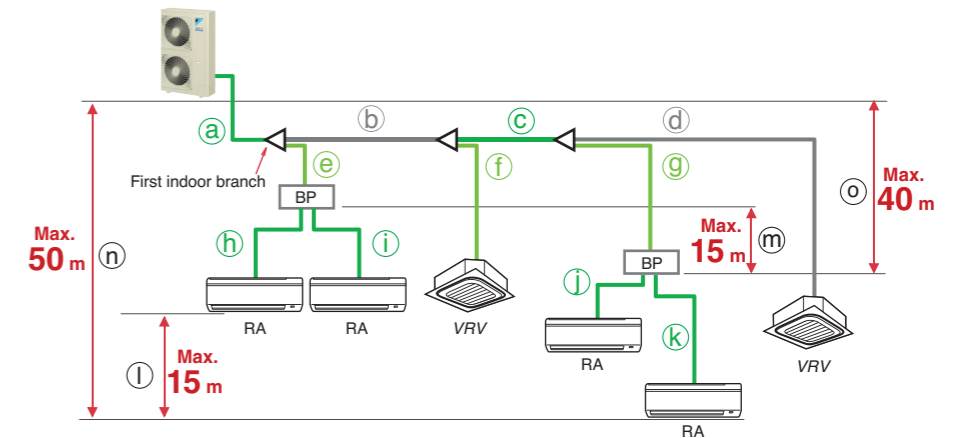 ⓐ
ⓑ
ⓒ
ⓓ
First indoor branch
ⓔ
ⓕ
ⓖ
BP
Max.
40 m
ⓞ
Max.
50 m
ⓝ
ⓗ
ⓘ
Max.
15 m
ⓜ
BP
ⓙ
RA
RA
VRV
ⓚ
RA
VRV
ⓛ
Max.
15 m
RA